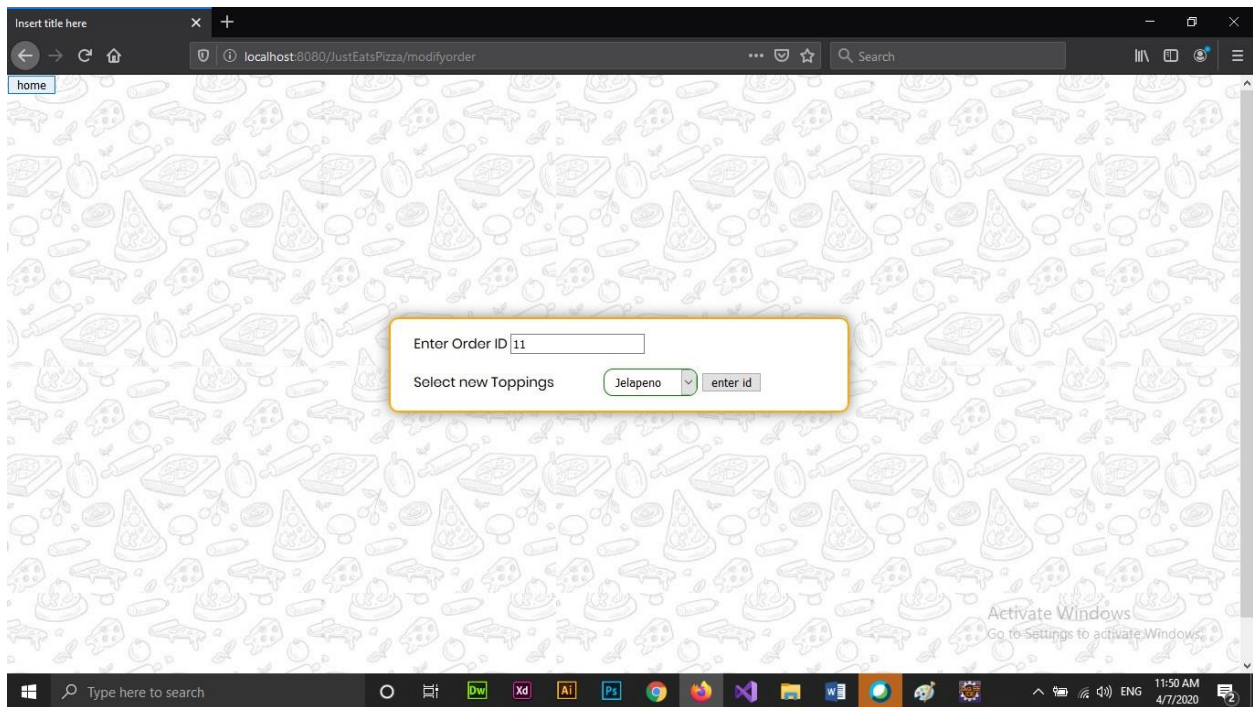 Insert title here
localhost:8080/JustEatsPizza/modifyorder
Search
home
Enter Order ID 11
Select new Toppings Jelapeno enter id
Activate Windows
Go to Settings to activate Windows.
Type here to search
Dw Xd Ai Ps
ENG
11:50 AM
4/7/2020
2